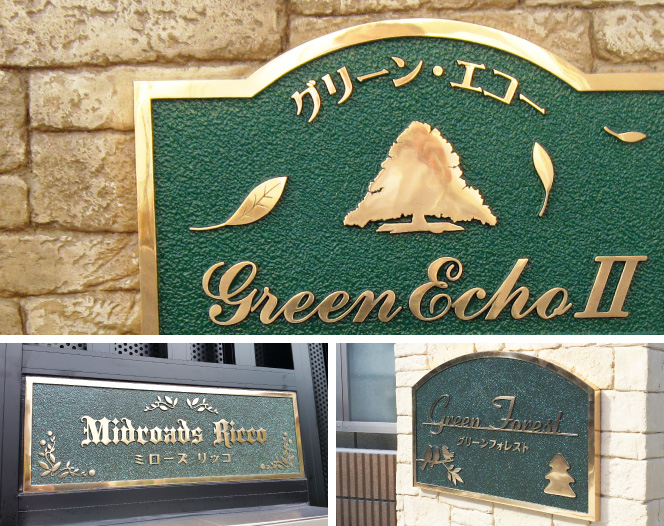 グリーン・エコー
Green Echo II
Midroads Ricco
ミローズ リッコ
Green Forest
グリーンフォレスト